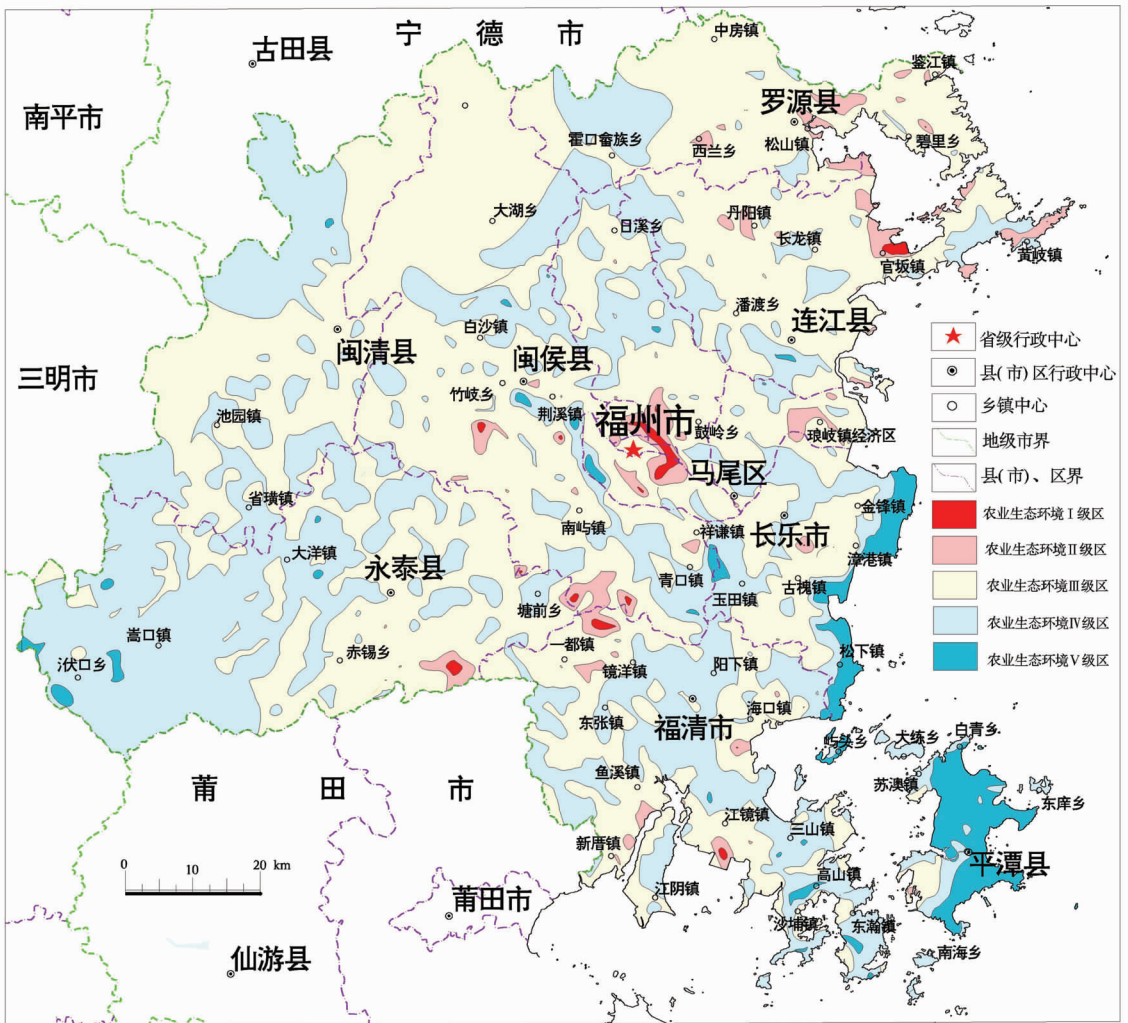 宁 德 市
中房镇
古田县
鉴江镇
南平市
罗源县
霍口畲族乡
西兰乡
松山镇
碧里乡
大湖乡
日溪乡
丹阳镇
长龙镇
官坂镇
黄岐镇
潘渡乡
连江县
白沙镇
闽清县
闽侯县
三明市
竹岐乡
荆溪镇
池园镇
福州市
鼓岭乡
琅岐镇经济区
马尾区
省璜镇
南屿镇
祥谦镇
长乐市
金锋镇
漳港镇
大洋镇
永泰县
青口镇
玉田镇
古槐镇
塘前乡
嵩口镇
洑口乡
赤锡乡
一都镇
镜洋镇
阳下镇
松下镇
东张镇
福清市
海口镇
屿头乡
大练乡
白青乡
鱼溪镇
苏澳镇
东庠乡
莆 田 市
江镜镇
三山镇
新厝镇
平潭县
高山镇
江阴镇
莆田市
沙埔镇
东瀚镇
南海乡
仙游县
0 10 20 km
省级行政中心
县(市)区行政中心
乡镇中心
地级市界
县(市)、区界
农业生态环境Ⅰ级区
农业生态环境Ⅱ级区
农业生态环境Ⅲ级区
农业生态环境Ⅳ级区
农业生态环境Ⅴ级区